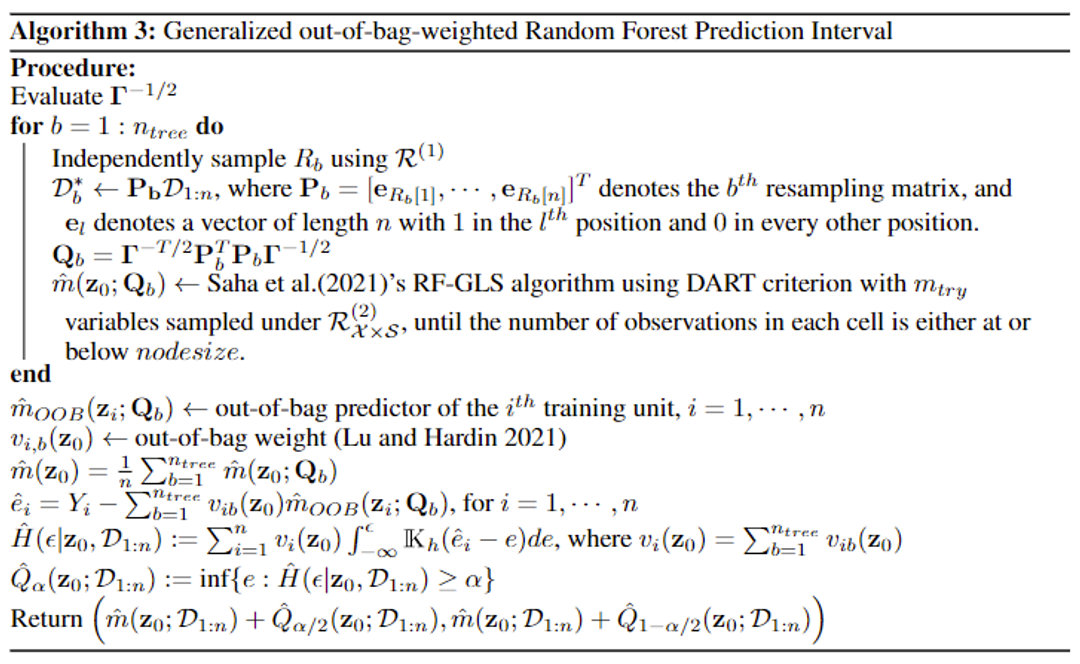 Algorithm 3: Generalized out-of-bag-weighted Random Forest Prediction Interval
Procedure:
Evaluate $\mathbf{\Gamma}^{-1/2}$
for $b = 1 : n_{tree}$ do
Independently sample $R_b$ using $\mathcal{R}^{(1)}$
$\mathcal{D}_b^* \leftarrow \mathbf{P_b}\mathcal{D}_{1:n}$, where $\mathbf{P}_b = [\mathbf{e}_{R_b[1]}, \cdots, \mathbf{e}_{R_b[n]}]^T$ denotes the $b^{th}$ resampling matrix, and
$\mathbf{e}_l$ denotes a vector of length $n$ with 1 in the $l^{th}$ position and 0 in every other position.
$\mathbf{Q}_b = \mathbf{\Gamma}^{-T/2}\mathbf{P}_b^T\mathbf{P}_b\mathbf{\Gamma}^{-1/2}$
$\hat{m}(\mathbf{z}_0; \mathbf{Q}_b) \leftarrow$ Saha et al.(2021)'s RF-GLS algorithm using DART criterion with $m_{try}$
variables sampled under $\mathcal{R}^{(2)}_{\mathcal{X}\times\mathcal{S}}$, until the number of observations in each cell is either at or
below $nodesize$.
end
$\hat{m}_{OOB}(\mathbf{z}_i; \mathbf{Q}_b) \leftarrow$ out-of-bag predictor of the $i^{th}$ training unit, $i = 1, \cdots, n$
$v_{i,b}(\mathbf{z}_0) \leftarrow$ out-of-bag weight (Lu and Hardin 2021)
$\hat{m}(\mathbf{z}_0) = \frac{1}{n}\sum_{b=1}^{n_{tree}} \hat{m}(\mathbf{z}_0; \mathbf{Q}_b)$
$\hat{e}_i = Y_i - \sum_{b=1}^{n_{tree}} v_{ib}(\mathbf{z}_0)\hat{m}_{OOB}(\mathbf{z}_i; \mathbf{Q}_b)$, for $i = 1, \cdots, n$
$\hat{H}(\epsilon|\mathbf{z}_0, \mathcal{D}_{1:n}) := \sum_{i=1}^{n} v_i(\mathbf{z}_0) \int_{-\infty}^{\epsilon} \mathbb{K}_h(\hat{e}_i - e)de$, where $v_i(\mathbf{z}_0) = \sum_{b=1}^{n_{tree}} v_{ib}(\mathbf{z}_0)$
$\hat{Q}_\alpha(\mathbf{z}_0; \mathcal{D}_{1:n}) := \inf\{e : \hat{H}(\epsilon|\mathbf{z}_0, \mathcal{D}_{1:n}) \geq \alpha\}$
Return $\left(\hat{m}(\mathbf{z}_0; \mathcal{D}_{1:n}) + \hat{Q}_{\alpha/2}(\mathbf{z}_0; \mathcal{D}_{1:n}), \hat{m}(\mathbf{z}_0; \mathcal{D}_{1:n}) + \hat{Q}_{1-\alpha/2}(\mathbf{z}_0; \mathcal{D}_{1:n})\right)$